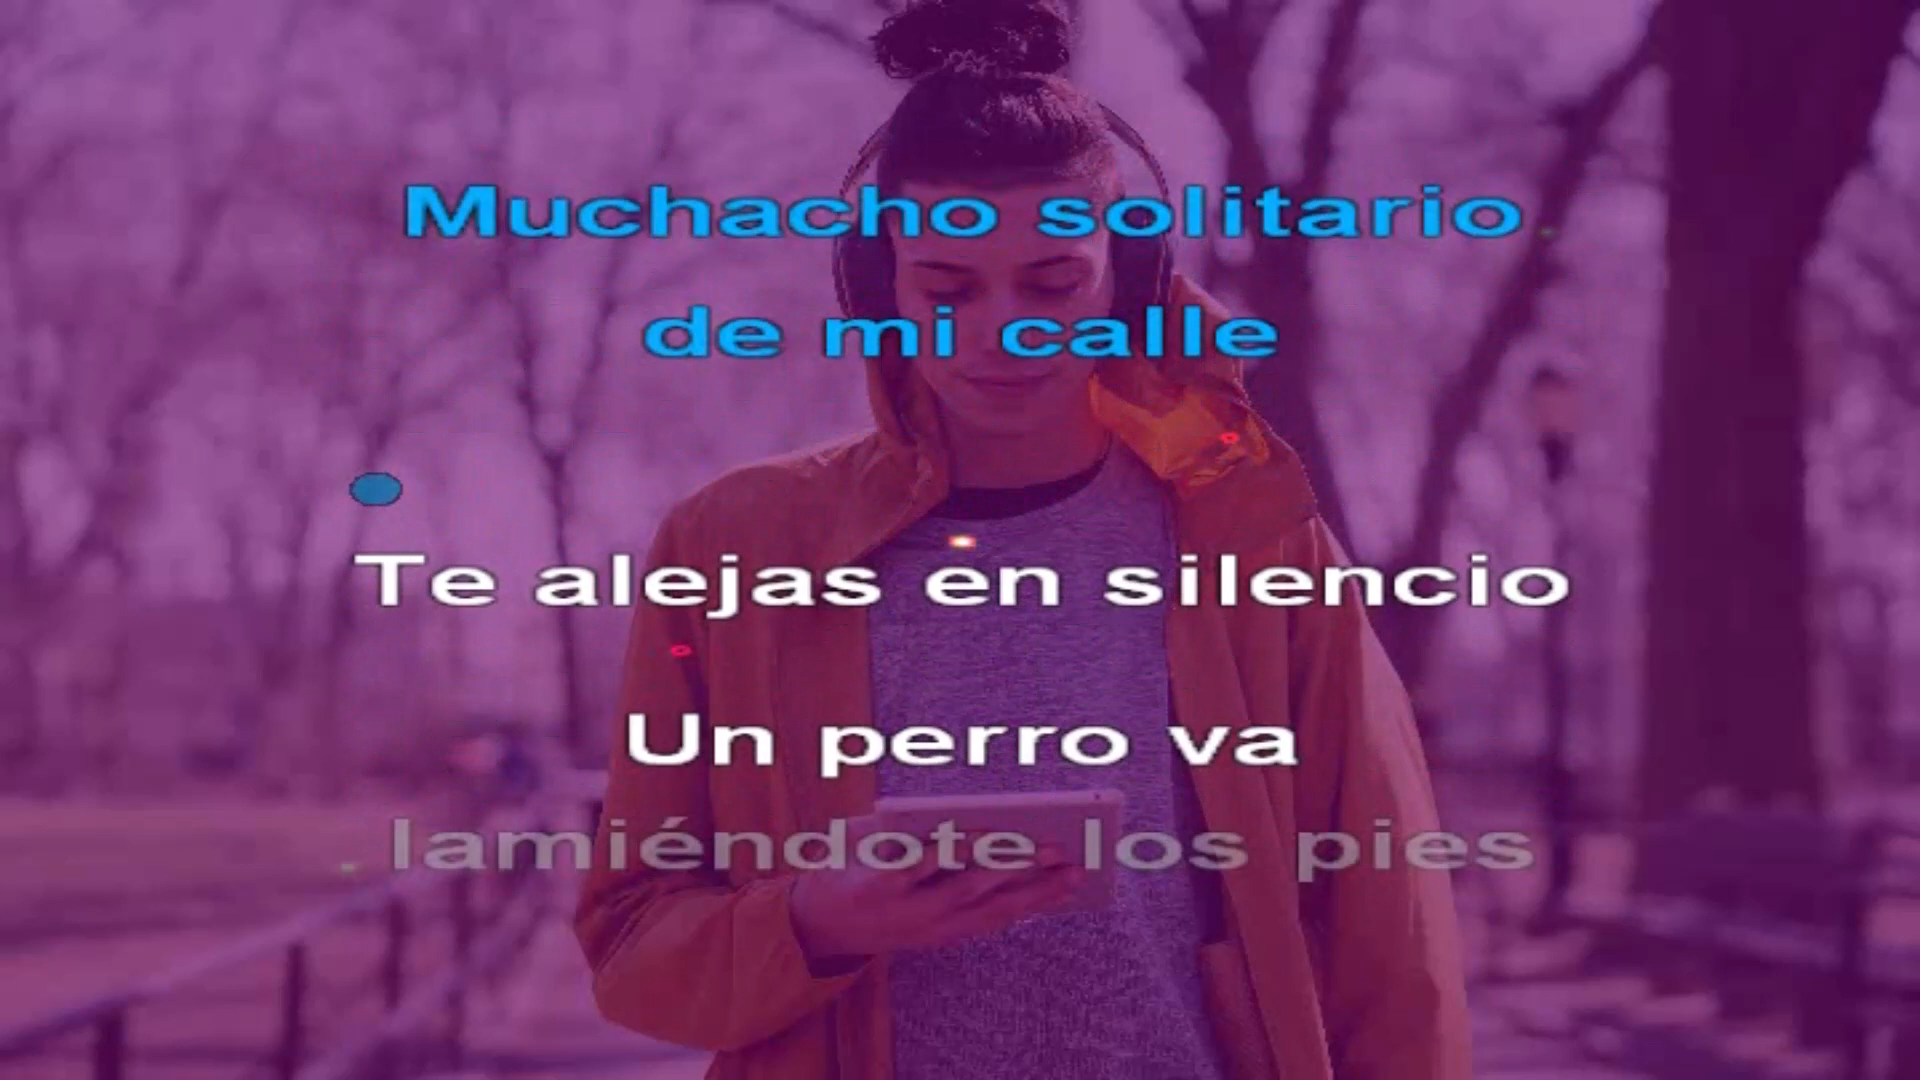 Muchacho solitario
de mi calle
Te alejas en silencio
Un perro va
lamiéndote los pies